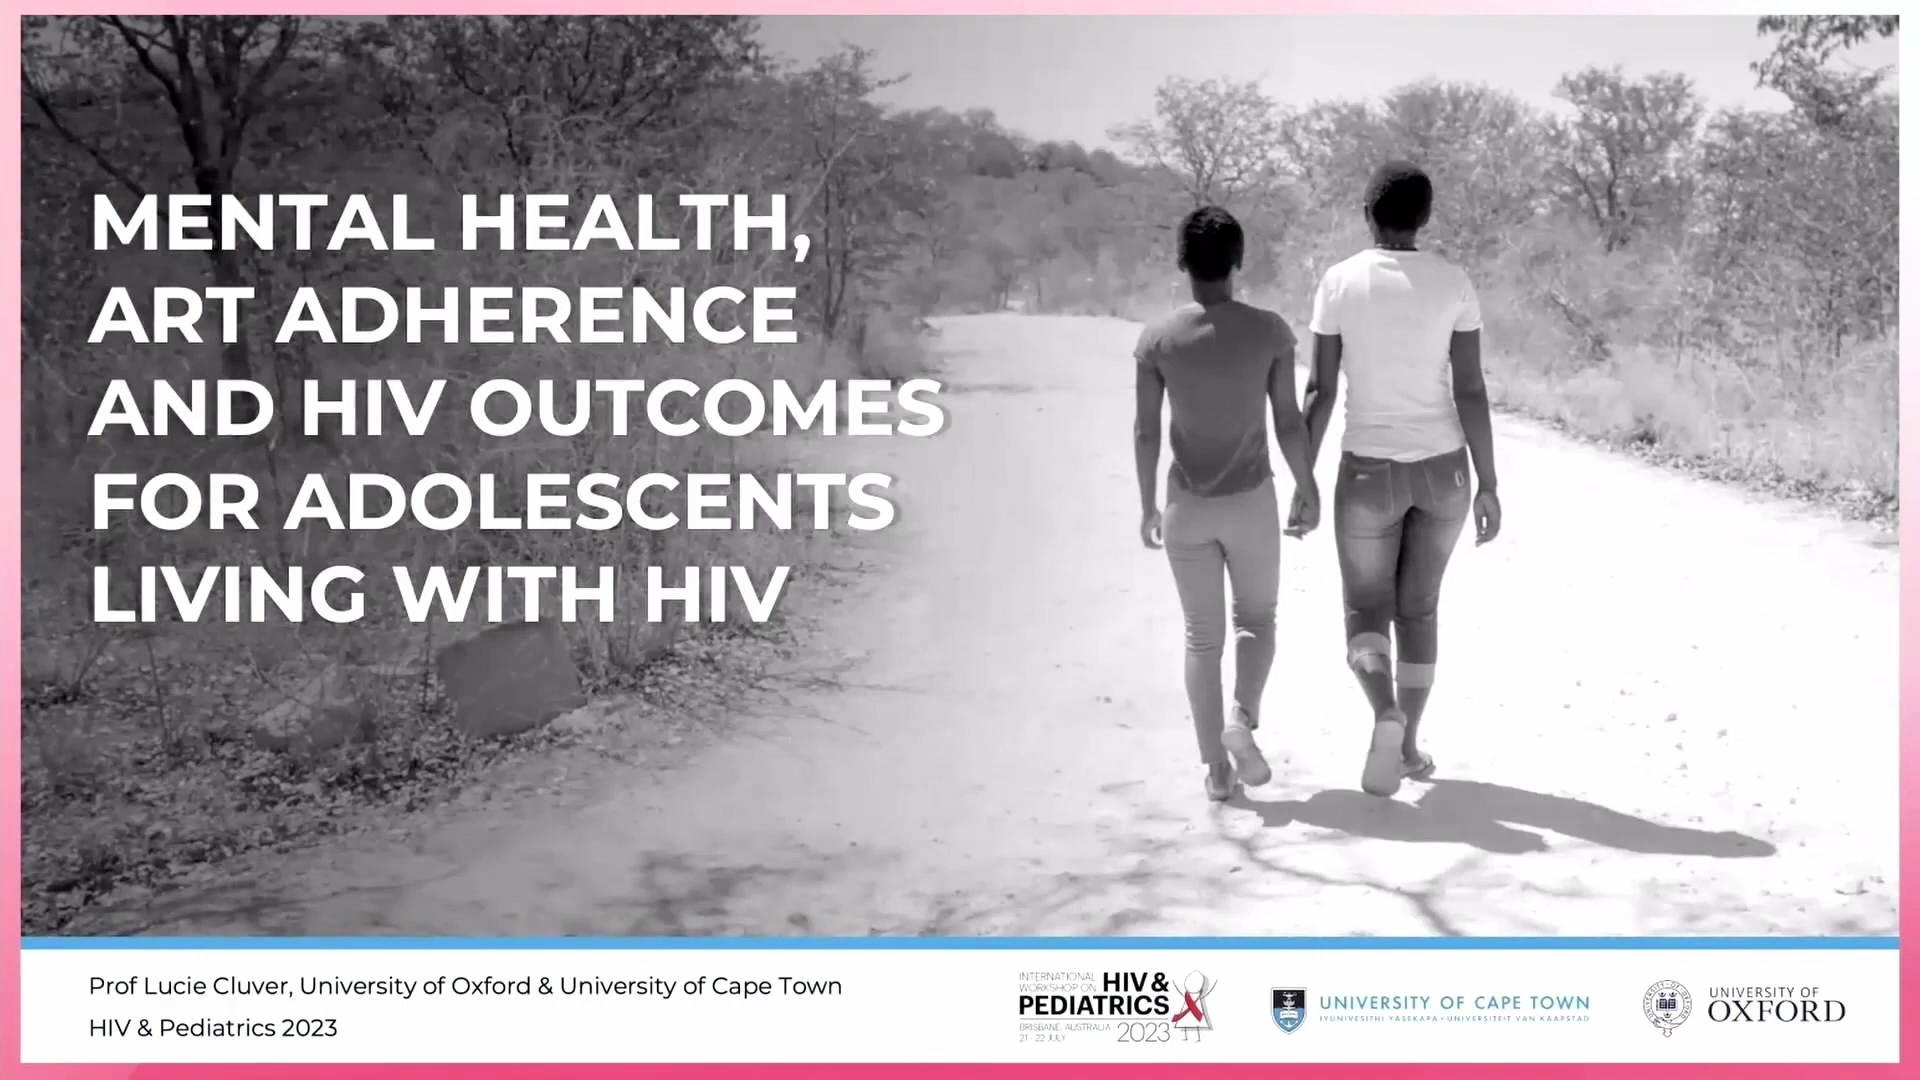 MENTAL HEALTH,
ART ADHERENCE
AND HIV OUTCOMES
FOR ADOLESCENTS
LIVING WITH HIV
Prof Lucie Cluver, University of Oxford & University of Cape Town
HIV & Pediatrics 2023
INTERNATIONAL
WORKSHOP ON
HIV &
PEDIATRICS
BRISBANE, AUSTRALIA
21 - 22 JULY
2023
UNIVERSITY OF CAPE TOWN
IYUNIVESITHI YASEKAPA • UNIVERSITEIT VAN KAAPSTAD
UNIVERSITY OF
OXFORD